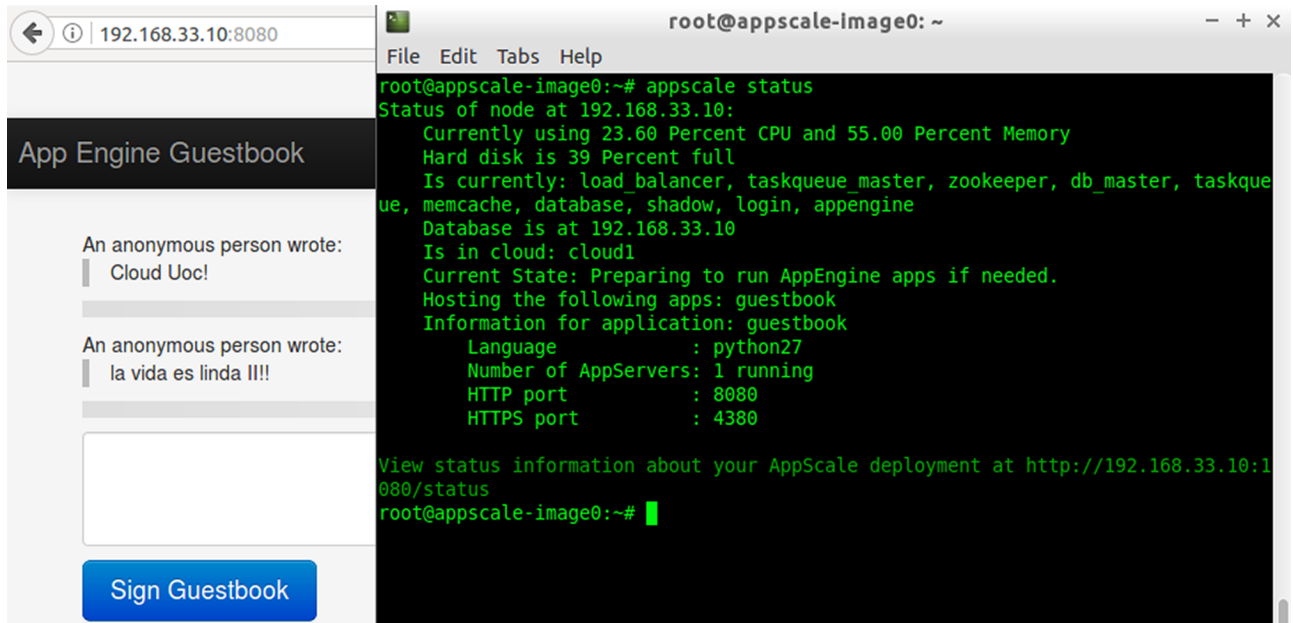 192.168.33.10:8080
App Engine Guestbook
An anonymous person wrote:
Cloud Uoc!
An anonymous person wrote:
la vida es linda II!!
Sign Guestbook
root@appscale-image0: ~
File Edit Tabs Help
root@appscale-image0:~# appscale status
Status of node at 192.168.33.10:
Currently using 23.60 Percent CPU and 55.00 Percent Memory
Hard disk is 39 Percent full
Is currently: load_balancer, taskqueue_master, zookeeper, db_master, taskque
ue, memcache, database, shadow, login, appengine
Database is at 192.168.33.10
Is in cloud: cloud1
Current State: Preparing to run AppEngine apps if needed.
Hosting the following apps: guestbook
Information for application: guestbook
Language : python27
Number of AppServers: 1 running
HTTP port : 8080
HTTPS port : 4380
View status information about your AppScale deployment at http://192.168.33.10:1
080/status
root@appscale-image0:~#